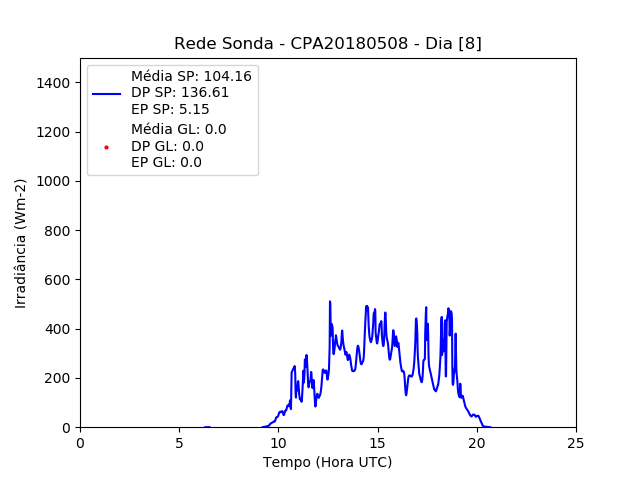 Rede Sonda - CPA20180508 - Dia [8]
Média SP: 104.16
DP SP: 136.61
EP SP: 5.15
Média GL: 0.0
DP GL: 0.0
EP GL: 0.0
Irradiância (Wm-2)
1400
1200
1000
800
600
400
200
0
0 5 10 15 20 25
Tempo (Hora UTC)